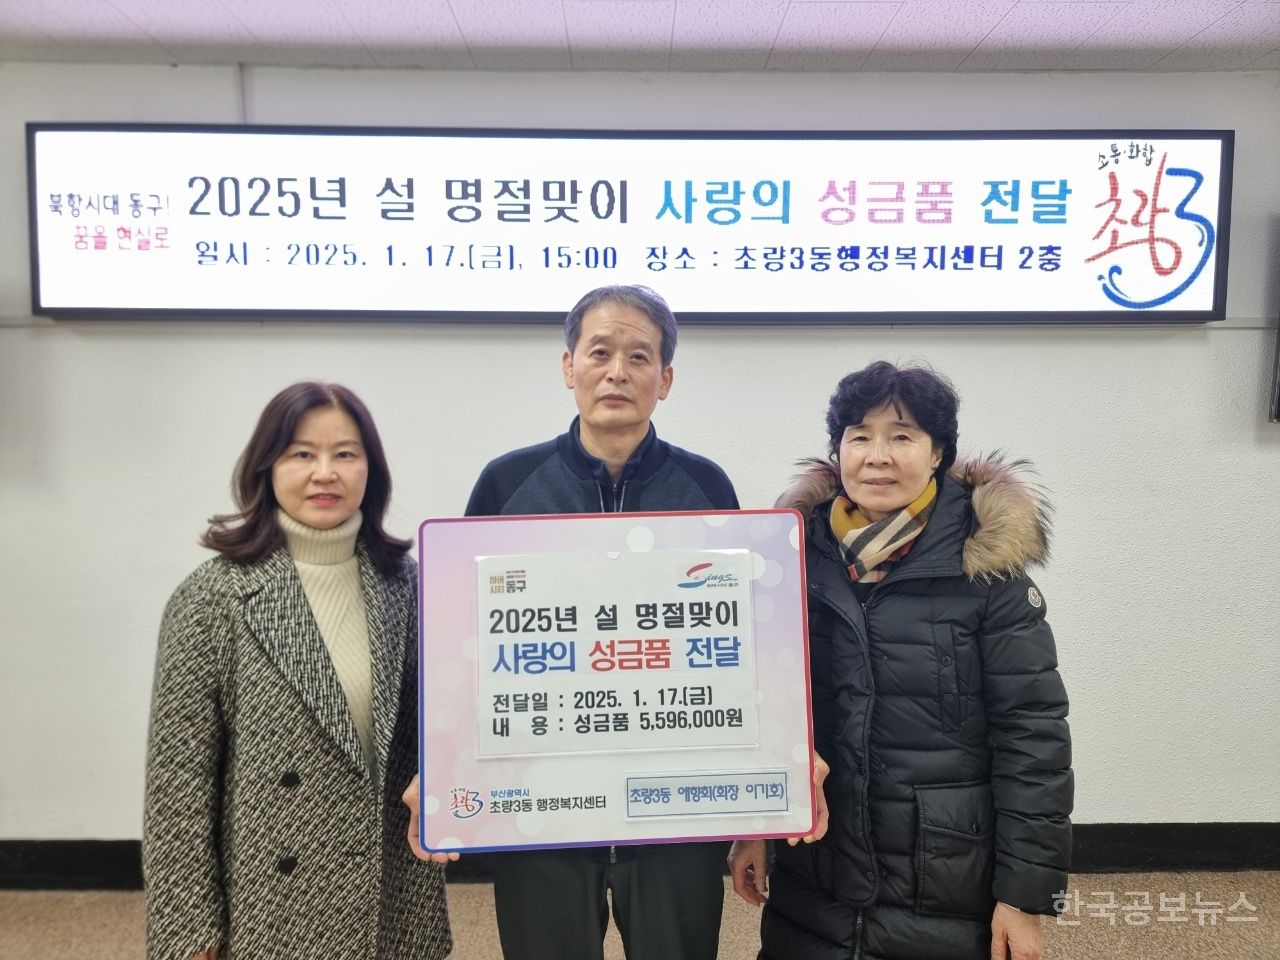 북항시대 동구!
꿈을 현실로
2025년 설 명절맞이 사랑의 성금품 전달
일시 : 2025. 1. 17.(금), 15:00 장소 : 초량3동행정복지센터 2층
소통·화합
초량3
동구
2025년 설 명절맞이
사랑의 성금품 전달
전달일 : 2025. 1. 17.(금)
내 용 : 성금품 5,596,000원
초량3
부산광역시
초량3동 행정복지센터
초량3동 애향회(회장 이기호)
한국공보뉴스